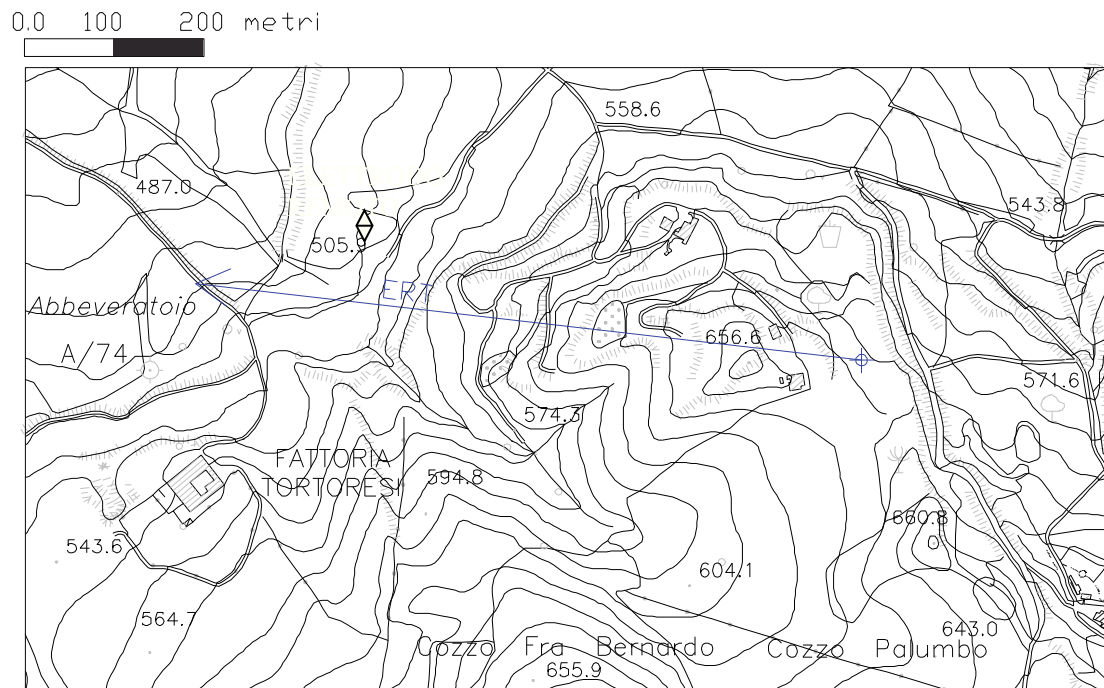 0.0 100 200 metri
558.6
487.0
543.8
505.9
ER7
Abbeveratoio
656.6
A/74
571.6
574.3
FATTORIA
TORTORESI
594.8
660.8
543.6
604.1
564.7
643.0
Cozzo Fra Bernardo
Cozzo Palumbo
655.9